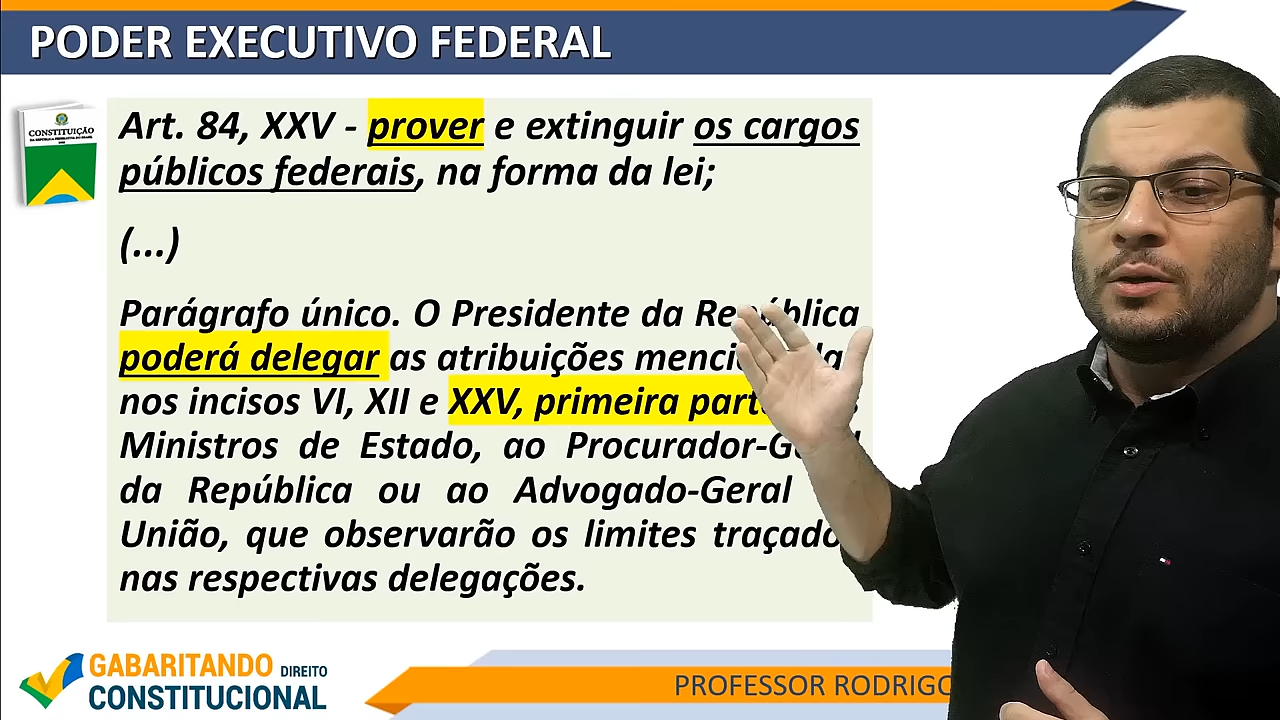 PODER EXECUTIVO FEDERAL
CONSTITUIÇÃO
Art. 84, XXV - prover e extinguir os cargos
públicos federais, na forma da lei;
(...)
Parágrafo único. O Presidente da República
poderá delegar as atribuições
nos incisos VI, XII e XXV, primeira
Ministros de Estado, ao
da República ou ao Advogado-Geral
União, que observarão os limites
nas respectivas delegações.
GABARITANDO DIREITO
CONSTITUCIONAL
PROFESSOR RODRIGO